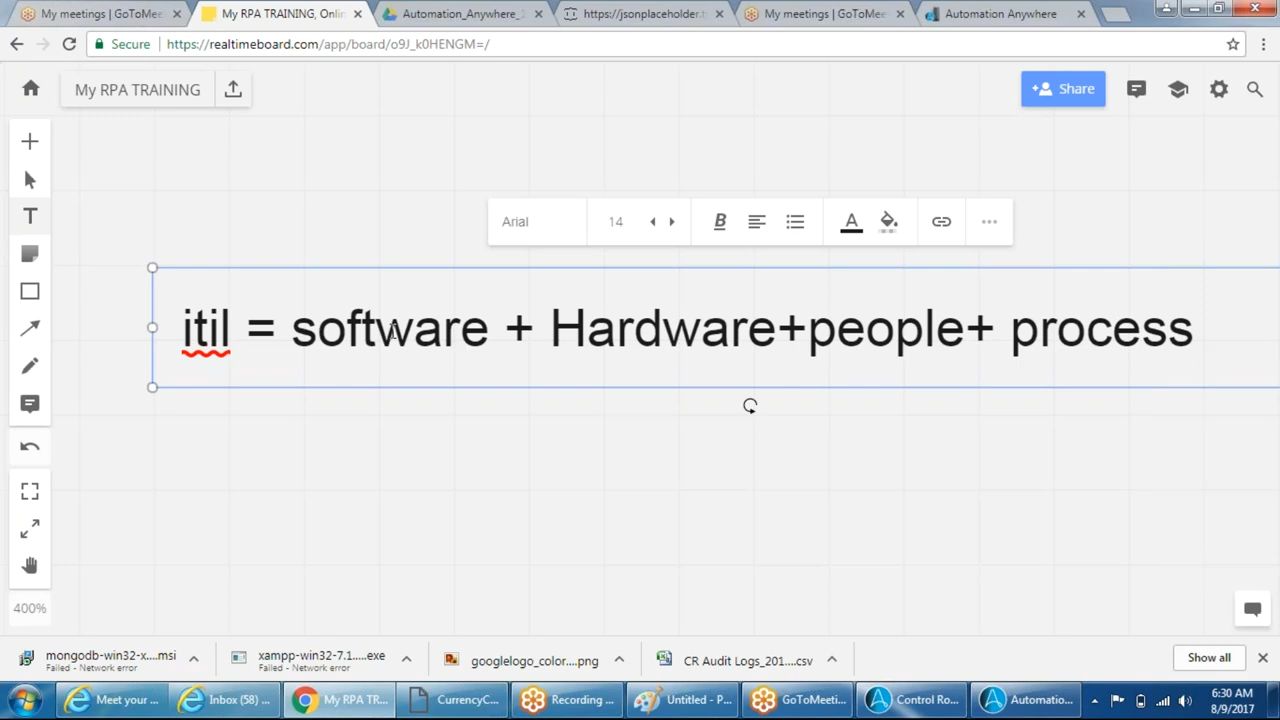 My meetings | GoToMee
My RPA TRAINING, Onlin
Automation_Anywhere_
https://jsonplaceholder.t
My meetings | GoToMee
Automation Anywhere
Secure
https://realtimeboard.com/app/board/o9J_k0HENGM=/
My RPA TRAINING
Share
Arial
14
B
A
T
itil = software + Hardware+people+ process
400%
mongodb-win32-x....msi
Failed - Network error
xampp-win32-7.1.....exe
Failed - Network error
googlelogo_color....png
CR Audit Logs_201....csv
Show all
Meet your ...
Inbox (58) ...
My RPA TR...
CurrencyC...
Recording ...
Untitled - P...
GoToMeeti...
Control Ro...
Automatio...
6:30 AM
8/9/2017